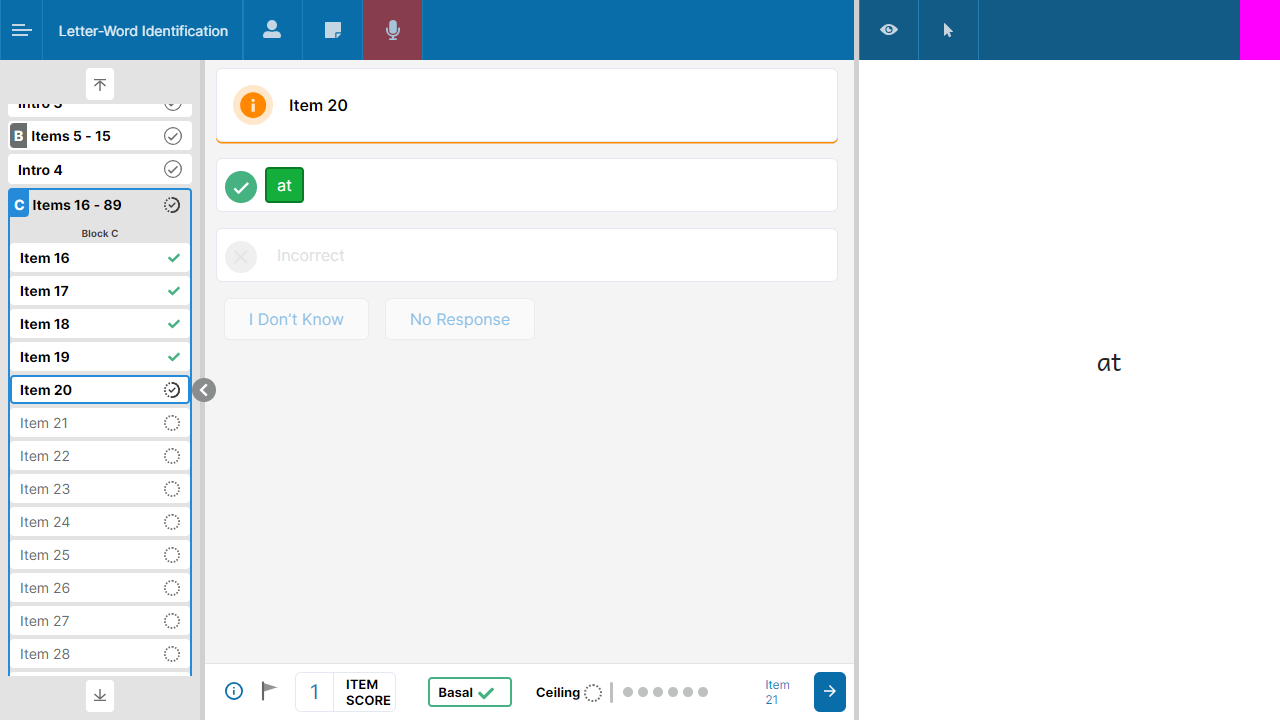 Letter-Word Identification
Intro 3
B Items 5 - 15
Intro 4
C Items 16 - 89
Block C
Item 16
Item 17
Item 18
Item 19
Item 20
Item 21
Item 22
Item 23
Item 24
Item 25
Item 26
Item 27
Item 28
Item 20
at
Incorrect
I Don't Know
No Response
1 ITEM SCORE
Basal
Ceiling
Item 21
at